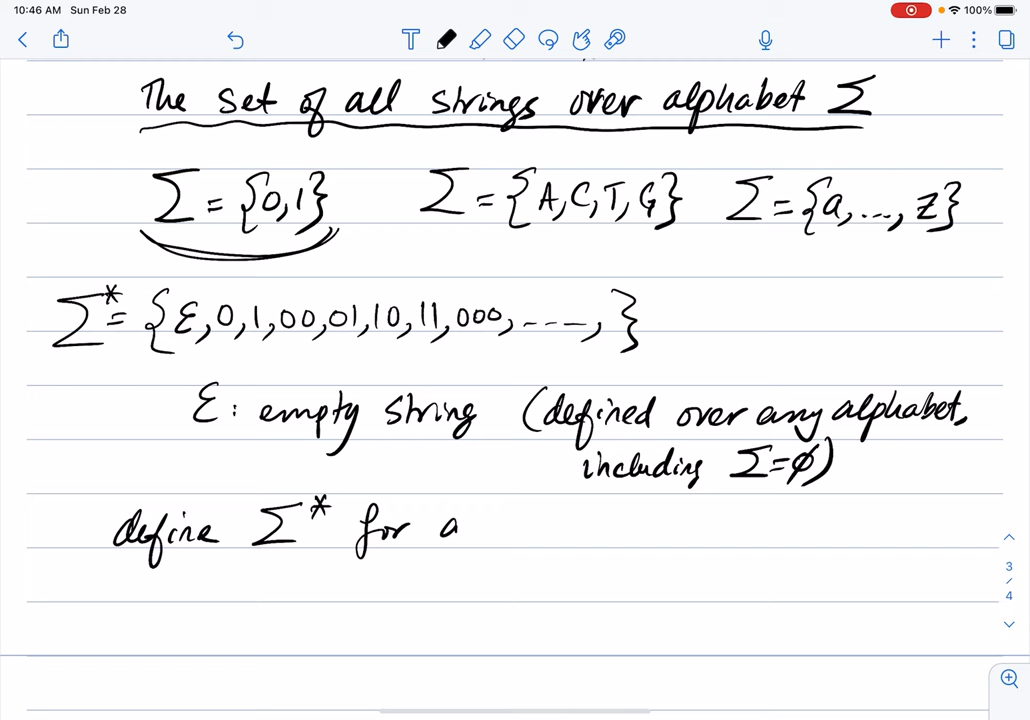 10:46 AM Sun Feb 28
100%
The set of all strings over alphabet Σ
Σ = {0,1} Σ = {A, C, T, G} Σ = {a, ..., z}
Σ* = {ε, 0, 1, 00, 01, 10, 11, 000, ----, }
ε : empty string (defined over any alphabet,
including Σ=∅)
define Σ* for a
3
/
4